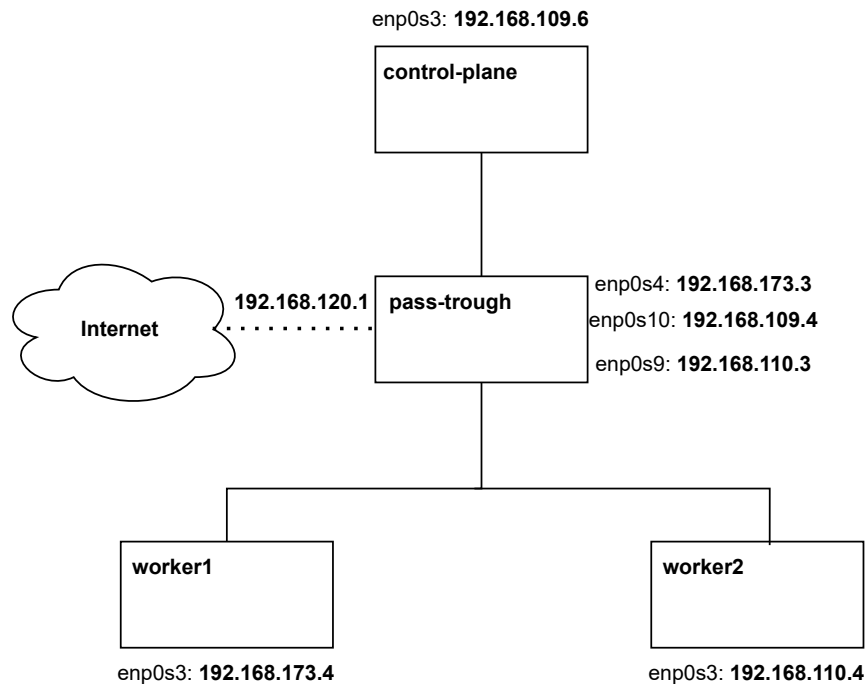 enp0s3: 192.168.109.6
control-plane
192.168.120.1
pass-trough
enp0s4: 192.168.173.3
enp0s10: 192.168.109.4
Internet
enp0s9: 192.168.110.3
worker1
worker2
enp0s3: 192.168.173.4
enp0s3: 192.168.110.4